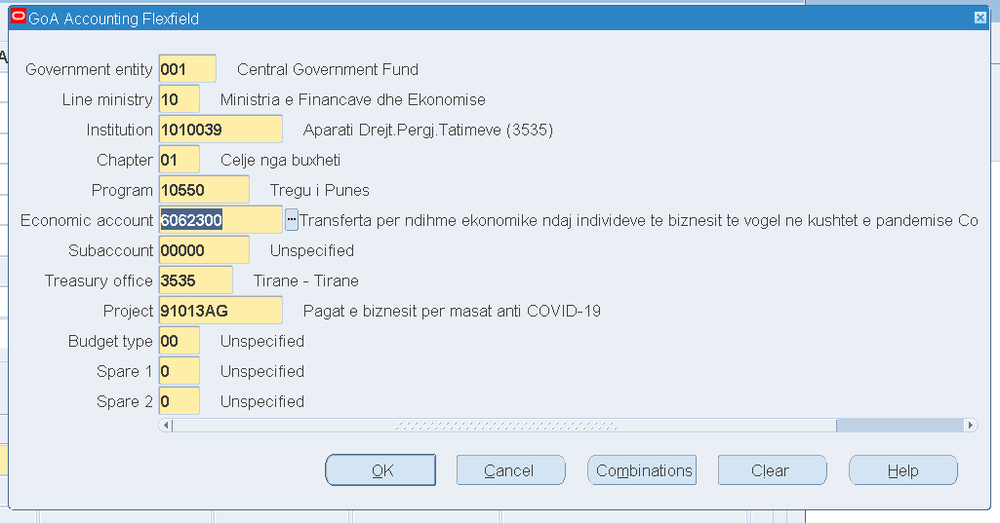 GoA Accounting Flexfield
Government entity 001 Central Government Fund
Line ministry 10 Ministria e Financave dhe Ekonomise
Institution 1010039 Aparati Drejt.Pergj.Tatimeve (3535)
Chapter 01 Celje nga buxheti
Program 10550 Tregu i Punes
Economic account 6062300 ... Transferta per ndihme ekonomike ndaj individeve te biznesit te vogel ne kushtet e pandemise Co
Subaccount 00000 Unspecified
Treasury office 3535 Tirane - Tirane
Project 91013AG Pagat e biznesit per masat anti COVID-19
Budget type 00 Unspecified
Spare 1 0 Unspecified
Spare 2 0 Unspecified
OK Cancel Combinations Clear Help